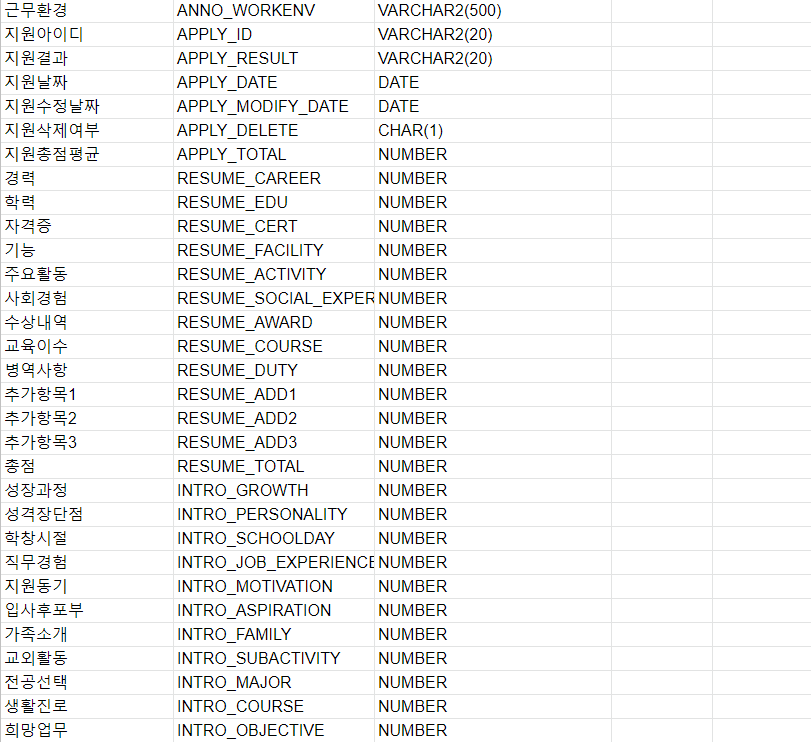 근무환경 ANNO_WORKENV VARCHAR2(500)
지원아이디 APPLY_ID VARCHAR2(20)
지원결과 APPLY_RESULT VARCHAR2(20)
지원날짜 APPLY_DATE DATE
지원수정날짜 APPLY_MODIFY_DATE DATE
지원삭제여부 APPLY_DELETE CHAR(1)
지원총점평균 APPLY_TOTAL NUMBER
경력 RESUME_CAREER NUMBER
학력 RESUME_EDU NUMBER
자격증 RESUME_CERT NUMBER
기능 RESUME_FACILITY NUMBER
주요활동 RESUME_ACTIVITY NUMBER
사회경험 RESUME_SOCIAL_EXPER NUMBER
수상내역 RESUME_AWARD NUMBER
교육이수 RESUME_COURSE NUMBER
병역사항 RESUME_DUTY NUMBER
추가항목1 RESUME_ADD1 NUMBER
추가항목2 RESUME_ADD2 NUMBER
추가항목3 RESUME_ADD3 NUMBER
총점 RESUME_TOTAL NUMBER
성장과정 INTRO_GROWTH NUMBER
성격장단점 INTRO_PERSONALITY NUMBER
학창시절 INTRO_SCHOOLDAY NUMBER
직무경험 INTRO_JOB_EXPERIENCE NUMBER
지원동기 INTRO_MOTIVATION NUMBER
입사후포부 INTRO_ASPIRATION NUMBER
가족소개 INTRO_FAMILY NUMBER
교외활동 INTRO_SUBACTIVITY NUMBER
전공선택 INTRO_MAJOR NUMBER
생활진로 INTRO_COURSE NUMBER
희망업무 INTRO_OBJECTIVE NUMBER